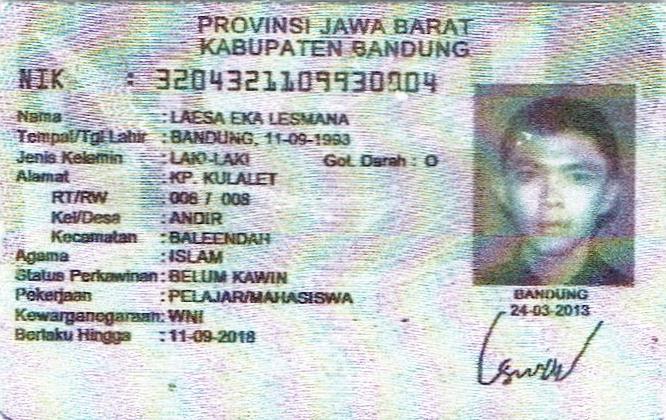 PROVINSI JAWA BARAT
KABUPATEN BANDUNG
NIK : 3204321109930004
Nama : LAESA EKA LESMANA
Tempat/Tgl Lahir : BANDUNG, 11-09-1993
Jenis Kelamin : LAKI-LAKI Gol. Darah : O
Alamat : KP. KULALET
RT/RW : 006 / 008
Kel/Desa : ANDIR
Kecamatan : BALEENDAH
Agama : ISLAM
Status Perkawinan: BELUM KAWIN
Pekerjaan : PELAJAR/MAHASISWA
Kewarganegaraan: WNI
Berlaku Hingga : 11-09-2018
BANDUNG
24-03-2013